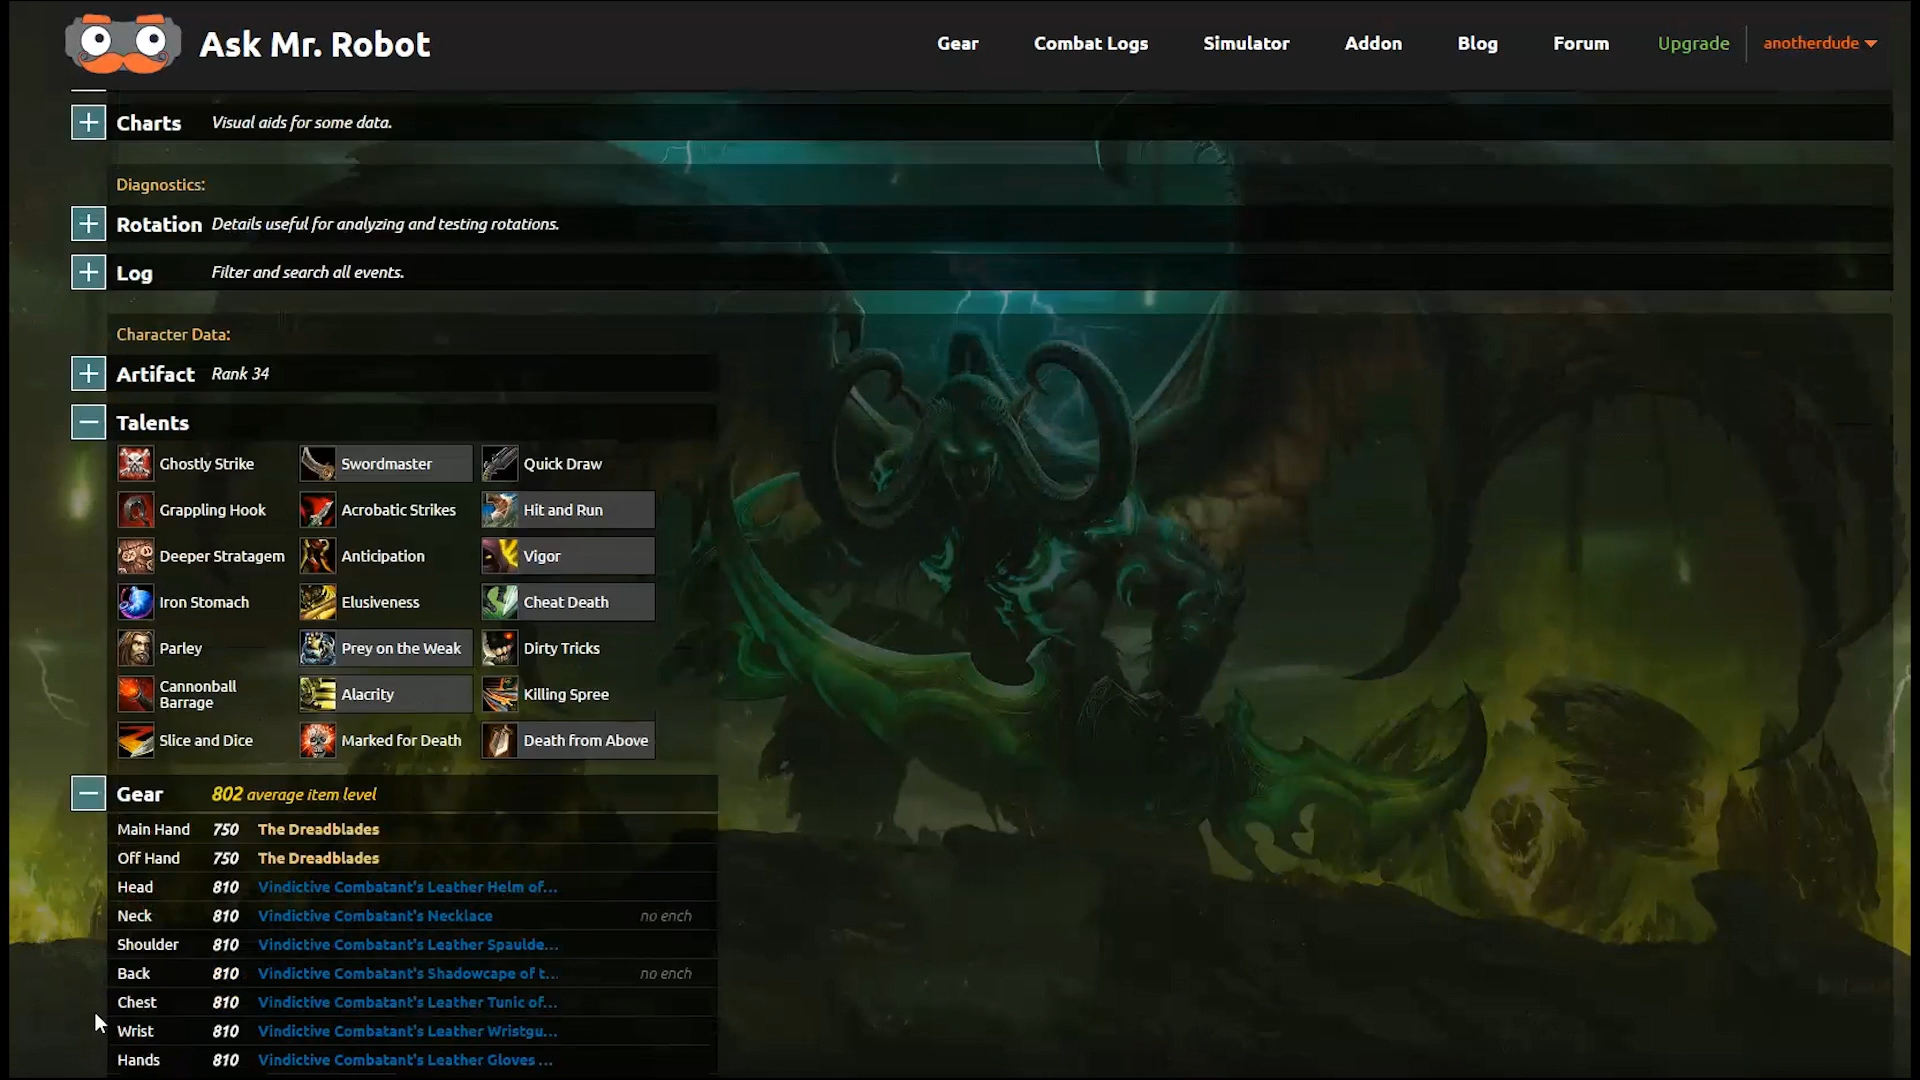 Ask Mr. Robot
Gear Combat Logs Simulator Addon Blog Forum Upgrade anotherdude
Charts Visual aids for some data.
Diagnostics:
Rotation Details useful for analyzing and testing rotations.
Log Filter and search all events.
Character Data:
Artifact Rank 34
Talents
Ghostly Strike Swordmaster Quick Draw
Grappling Hook Acrobatic Strikes Hit and Run
Deeper Stratagem Anticipation Vigor
Iron Stomach Elusiveness Cheat Death
Parley Prey on the Weak Dirty Tricks
Cannonball Barrage Alacrity Killing Spree
Slice and Dice Marked for Death Death from Above
Gear 802 average item level
Main Hand 750 The Dreadblades
Off Hand 750 The Dreadblades
Head 810 Vindictive Combatant's Leather Helm of...
Neck 810 Vindictive Combatant's Necklace no ench
Shoulder 810 Vindictive Combatant's Leather Spaulde...
Back 810 Vindictive Combatant's Shadowcape of t... no ench
Chest 810 Vindictive Combatant's Leather Tunic of...
Wrist 810 Vindictive Combatant's Leather Wristgu...
Hands 810 Vindictive Combatant's Leather Gloves ...